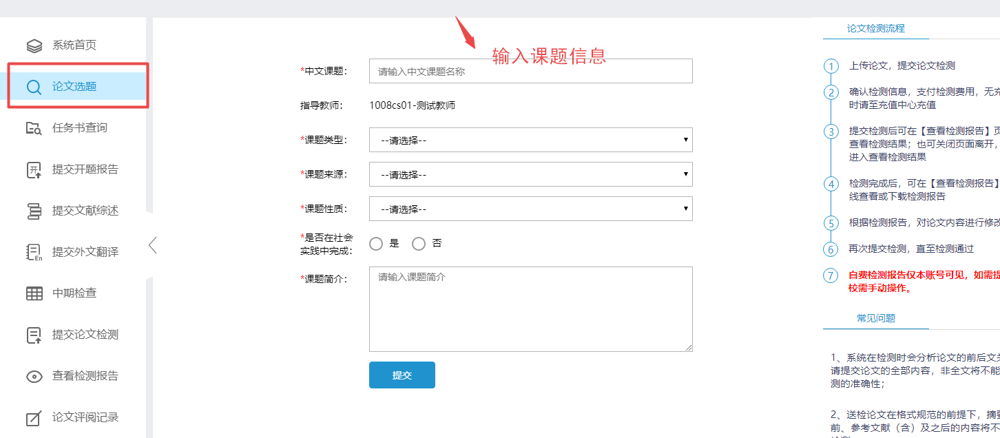 系统首页
论文选题
任务书查询
提交开题报告
提交文献综述
提交外文翻译
中期检查
提交论文检测
查看检测报告
论文评阅记录
输入课题信息
*中文课题：
请输入中文课题名称
指导教师：
1008cs01-测试教师
*课题类型：
--请选择--
*课题来源：
--请选择--
*课题性质：
--请选择--
*是否在社会
实践中完成：
是
否
*课题简介：
请输入课题简介
提交
论文检测流程
1
上传论文，提交论文检测
2
确认检测信息，支付检测费用，无充
时请至充值中心充值
3
提交检测后可在【查看检测报告】页
查看检测结果；也可关闭页面离开，
进入查看检测结果
4
检测完成后，可在【查看检测报告】
线查看或下载检测报告
5
根据检测报告，对论文内容进行修改
6
再次提交检测，直至检测通过
7
自费检测报告仅本账号可见，如需提
校需手动操作。
常见问题
1、系统在检测时会分析论文的前后文关
请提交论文的全部内容，非全文将不能
测的准确性；
2、送检论文在格式规范的前提下，摘要
前、参考文献（含）及之后的内容将不